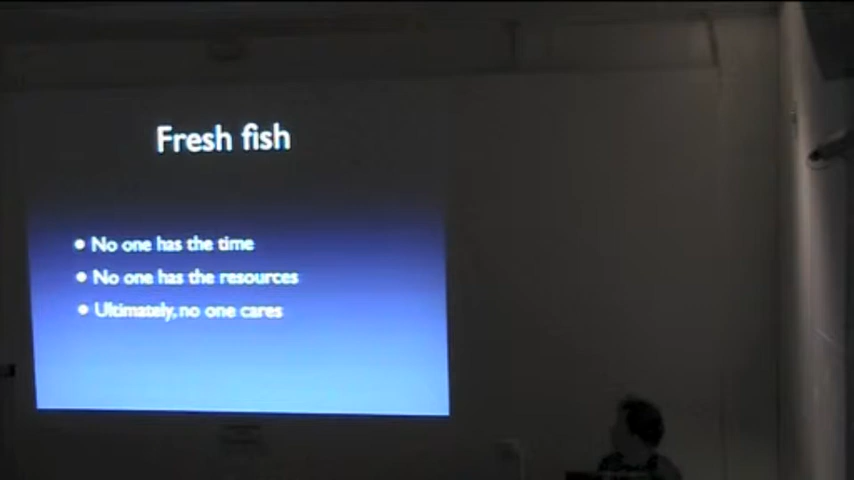 Fresh fish
No one has the time
No one has the resources
Ultimately, no one cares